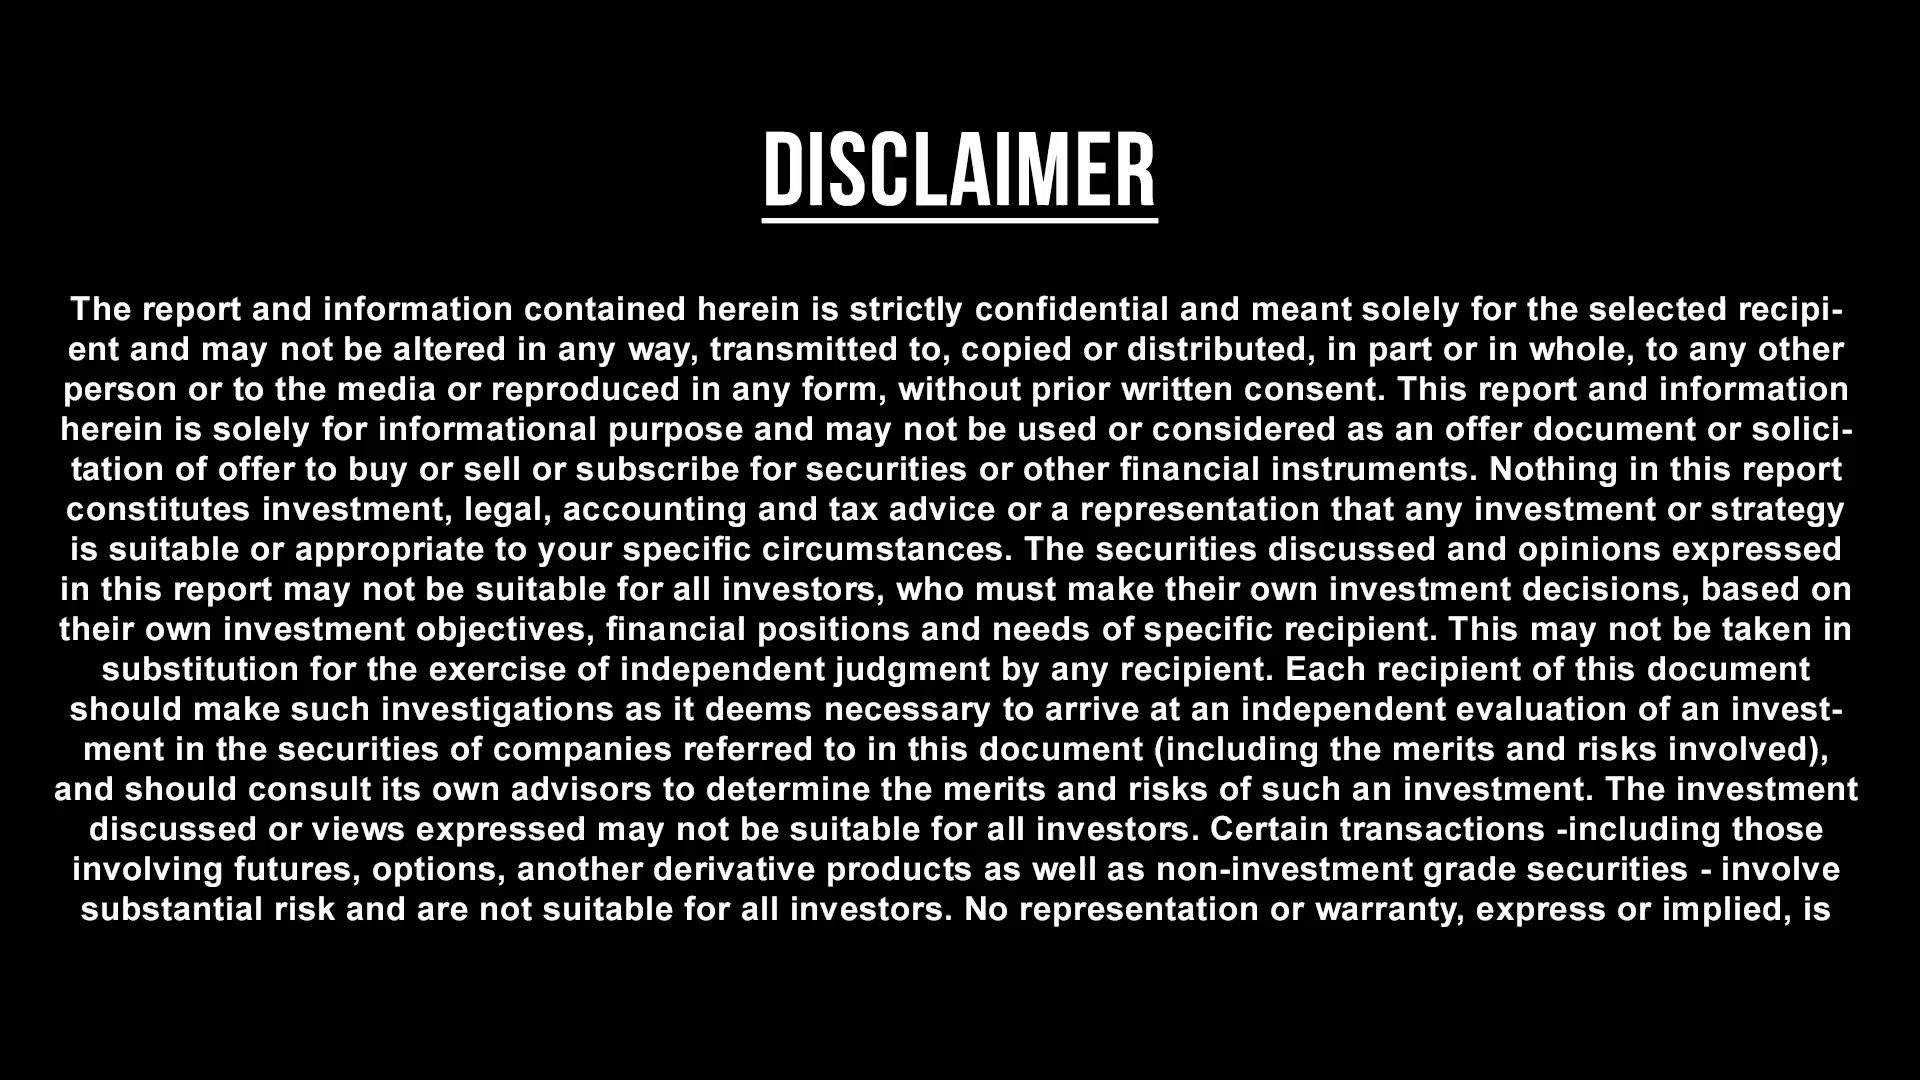 DISCLAIMER
The report and information contained herein is strictly confidential and meant solely for the selected recipi-
ent and may not be altered in any way, transmitted to, copied or distributed, in part or in whole, to any other
person or to the media or reproduced in any form, without prior written consent. This report and information
herein is solely for informational purpose and may not be used or considered as an offer document or solici-
tation of offer to buy or sell or subscribe for securities or other financial instruments. Nothing in this report
constitutes investment, legal, accounting and tax advice or a representation that any investment or strategy
is suitable or appropriate to your specific circumstances. The securities discussed and opinions expressed
in this report may not be suitable for all investors, who must make their own investment decisions, based on
their own investment objectives, financial positions and needs of specific recipient. This may not be taken in
substitution for the exercise of independent judgment by any recipient. Each recipient of this document
should make such investigations as it deems necessary to arrive at an independent evaluation of an invest-
ment in the securities of companies referred to in this document (including the merits and risks involved),
and should consult its own advisors to determine the merits and risks of such an investment. The investment
discussed or views expressed may not be suitable for all investors. Certain transactions -including those
involving futures, options, another derivative products as well as non-investment grade securities - involve
substantial risk and are not suitable for all investors. No representation or warranty, express or implied, is